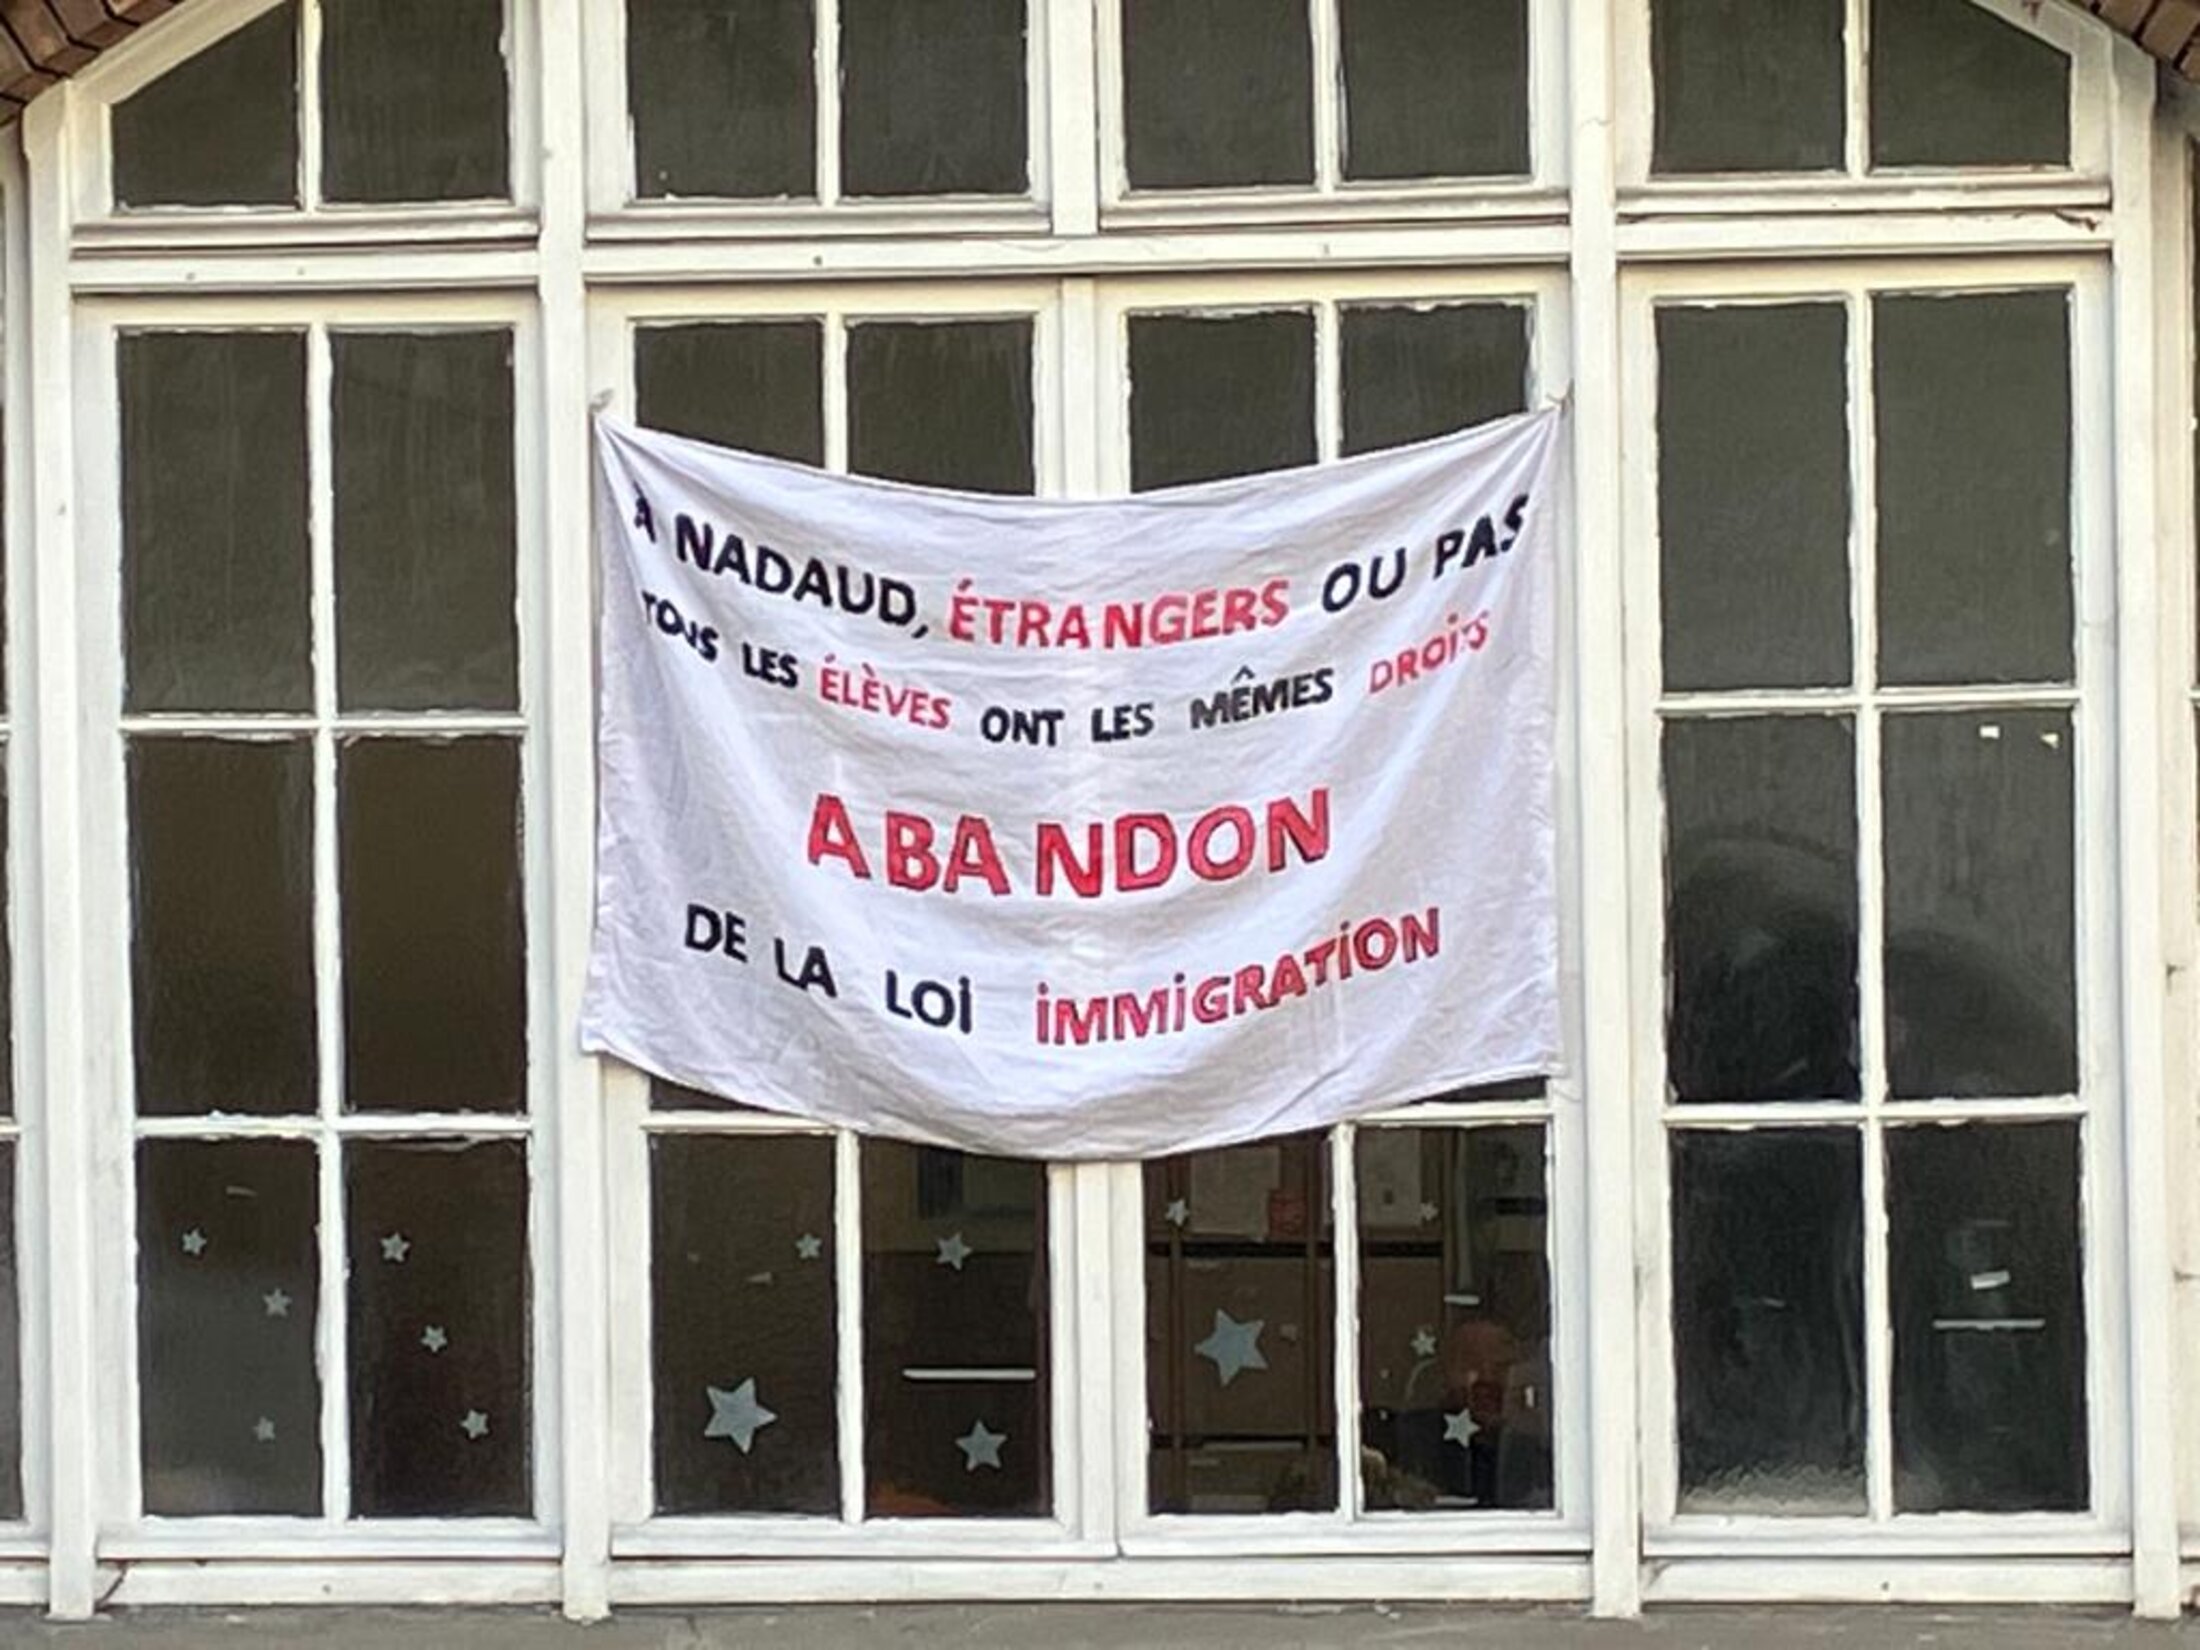 A NADAUD, ÉTRANGERS OU PAS
TOUS LES ÉLÈVES ONT LES MÊMES DROITS
ABANDON
DE LA LOI IMMIGRATION